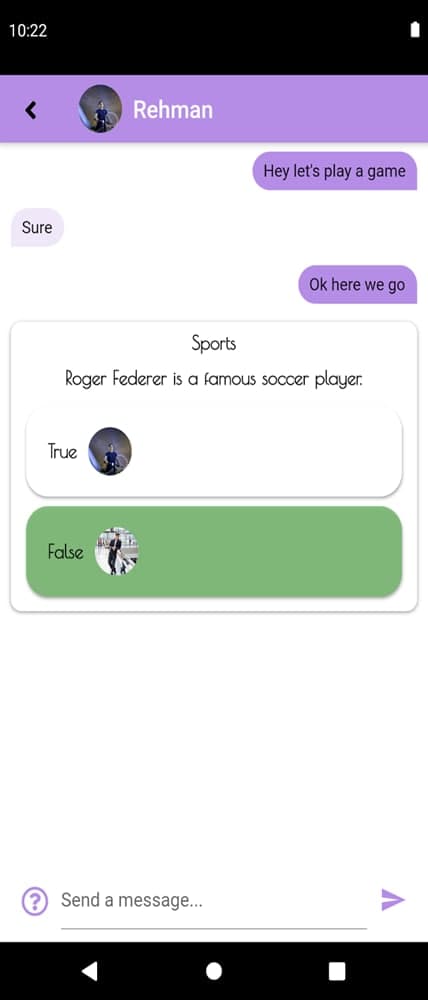 10:22
Rehman
Hey let's play a game
Sure
Ok here we go
Sports
Roger Federer is a famous soccer player.
True
False
Send a message...